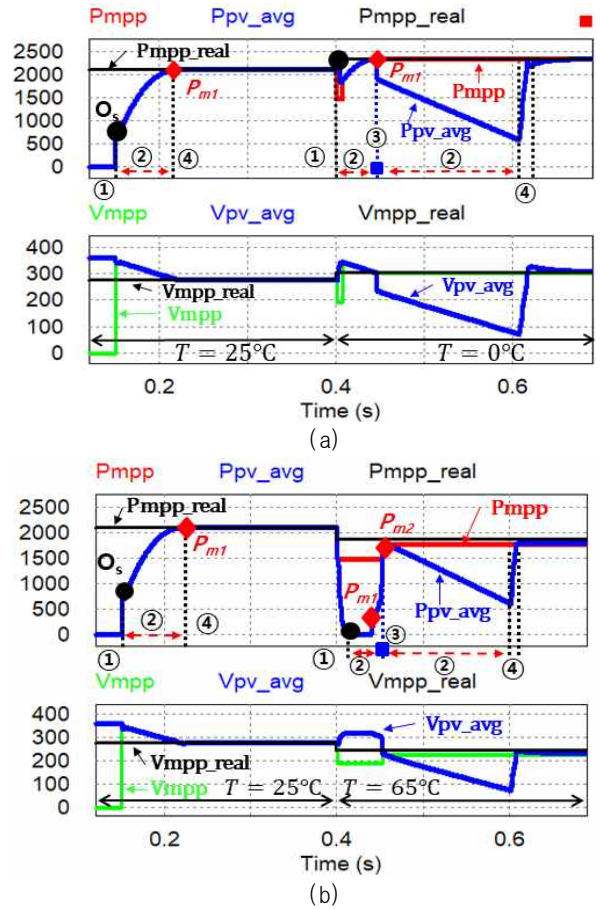 Pmpp Ppv_avg Pmpp_real
2500
2000
1500
1000
500
0
Pmpp_real
Os
Pm1
Pm1
Pmpp
Ppv_avg
① ② ④ ① ② ③ ② ④
Vmpp Vpv_avg Vmpp_real
400
300
200
100
0
Vmpp_real
Vmpp
Vpv_avg
T = 25°C T = 0°C
0.2 0.4 0.6
Time (s)
(a)
Pmpp Ppv_avg Pmpp_real
2500
2000
1500
1000
500
0
Pmpp_real
Os
Pm1
Pm2
Pm1
Pmpp
Ppv_avg
① ② ④ ① ② ③ ② ④
Vmpp Vpv_avg Vmpp_real
400
300
200
100
0
Vpv_avg
Vmpp_real
Vmpp
T = 25°C T = 65°C
0.2 0.4 0.6
Time (s)
(b)